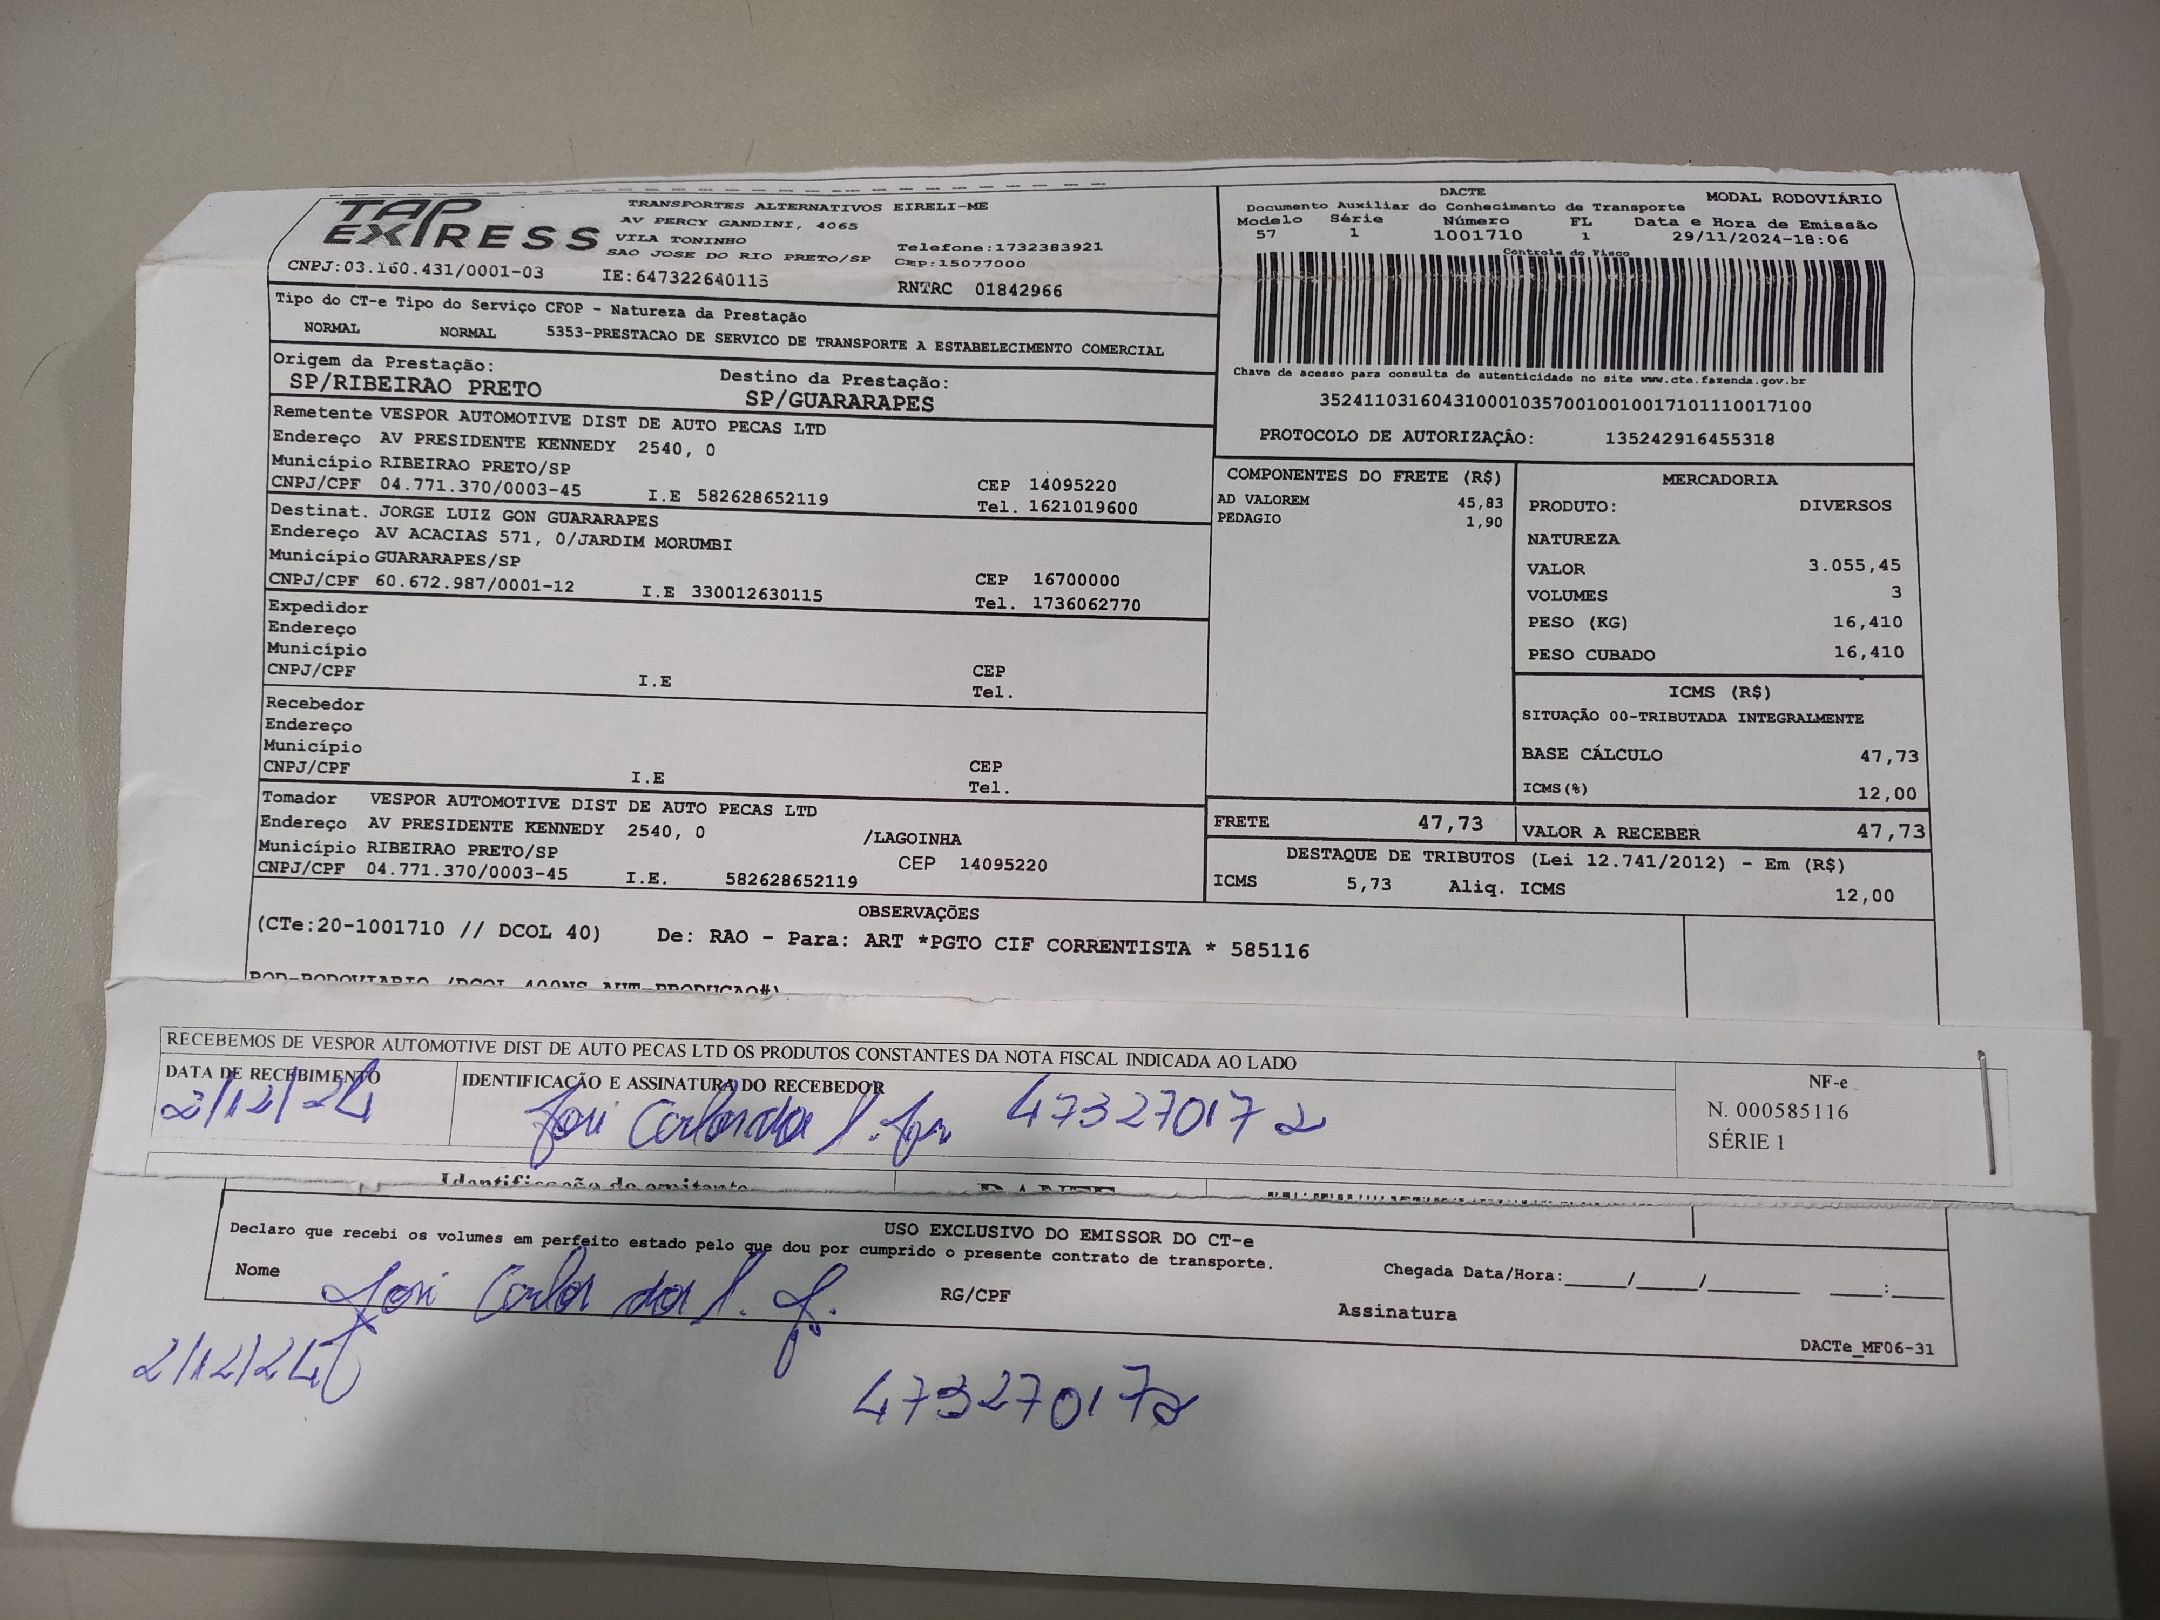 TAP EXPRESS
TRANSPORTES ALTERNATIVOS EIRELI-ME
AV PERCY GANDINI, 4065
VILA TONINHO
SAO JOSE DO RIO PRETO/SP
Telefone:1732383921
CEP:15077000
CNPJ:03.160.431/0001-03 IE:647322640113
RNTRC 01842966
DACTE MODAL RODOVIÁRIO
Documento Auxiliar do Conhecimento de Transporte
Modelo Série Número FL Data e Hora de Emissão
57 1 1001710 1 29/11/2024-18:06
Controle do Fisco
Chave de acesso para consulta de autenticidade no site www.cte.fazenda.gov.br
35241103160431000103570010010017101110017100
PROTOCOLO DE AUTORIZAÇÃO: 135242916455318
Tipo do CT-e Tipo do Serviço CFOP - Natureza da Prestação
NORMAL NORMAL 5353-PRESTACAO DE SERVICO DE TRANSPORTE A ESTABELECIMENTO COMERCIAL
Origem da Prestação: Destino da Prestação:
SP/RIBEIRAO PRETO SP/GUARARAPES
Remetente VESPOR AUTOMOTIVE DIST DE AUTO PECAS LTD
Endereço AV PRESIDENTE KENNEDY 2540, 0
Município RIBEIRAO PRETO/SP CEP 14095220
CNPJ/CPF 04.771.370/0003-45 I.E 582628652119 Tel. 1621019600
Destinat. JORGE LUIZ GON GUARARAPES
Endereço AV ACACIAS 571, 0/JARDIM MORUMBI
Município GUARARAPES/SP CEP 16700000
CNPJ/CPF 60.672.987/0001-12 I.E 330012630115 Tel. 1736062770
Expedidor
Endereço
Município CEP
CNPJ/CPF I.E Tel.
Recebedor
Endereço
Município CEP
CNPJ/CPF I.E Tel.
Tomador VESPOR AUTOMOTIVE DIST DE AUTO PECAS LTD
Endereço AV PRESIDENTE KENNEDY 2540, 0 /LAGOINHA
Município RIBEIRAO PRETO/SP CEP 14095220
CNPJ/CPF 04.771.370/0003-45 I.E. 582628652119
COMPONENTES DO FRETE (R$)
AD VALOREM 45,83
PEDAGIO 1,90
MERCADORIA
PRODUTO: DIVERSOS
NATUREZA
VALOR 3.055,45
VOLUMES 3
PESO (KG) 16,410
PESO CUBADO 16,410
ICMS (R$)
SITUAÇÃO 00-TRIBUTADA INTEGRALMENTE
BASE CÁLCULO 47,73
ICMS(%) 12,00
FRETE 47,73 VALOR A RECEBER 47,73
DESTAQUE DE TRIBUTOS (Lei 12.741/2012) - Em (R$)
ICMS 5,73 Aliq. ICMS 12,00
OBSERVAÇÕES
(CTe:20-1001710 // DCOL 40) De: RAO - Para: ART *PGTO CIF CORRENTISTA * 585116
RECEBEMOS DE VESPOR AUTOMOTIVE DIST DE AUTO PECAS LTD OS PRODUTOS CONSTANTES DA NOTA FISCAL INDICADA AO LADO
DATA DE RECEBIMENTO IDENTIFICAÇÃO E ASSINATURA DO RECEBEDOR NF-e
2/12/24 473270172
N. 000585116
SÉRIE 1
Identificação do emitente
USO EXCLUSIVO DO EMISSOR DO CT-e
Declaro que recebi os volumes em perfeito estado pelo que dou por cumprido o presente contrato de transporte.
Chegada Data/Hora:_____/_____/_______ ____:____
Nome Jose Carlos dos RG/CPF Assinatura
DACTe_MF06-31
2/12/24
473270172